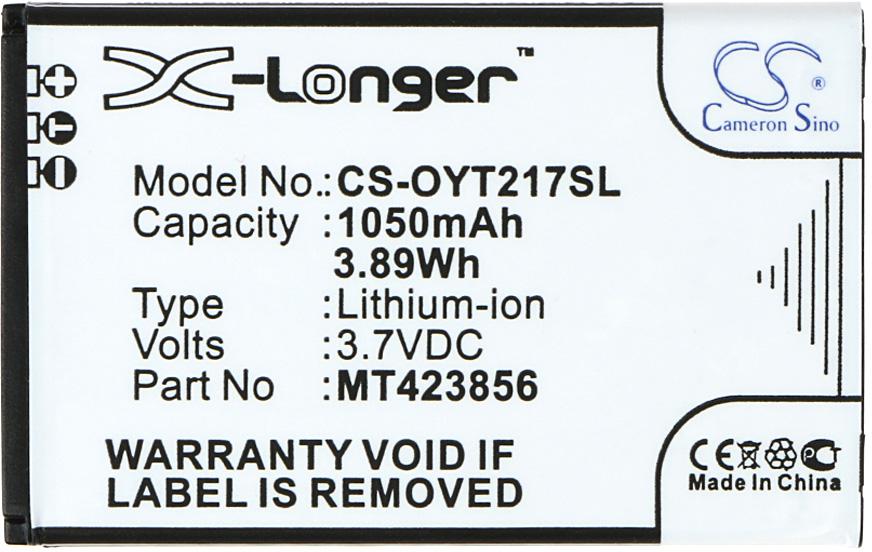 X-Longer™
CS®
Cameron Sino
Model No.: CS-OYT217SL
Capacity :1050mAh
3.89Wh
Type :Lithium-ion
Volts :3.7VDC
Part No :MT423856
WARRANTY VOID IF
LABEL IS REMOVED
CE PCT
Made In China